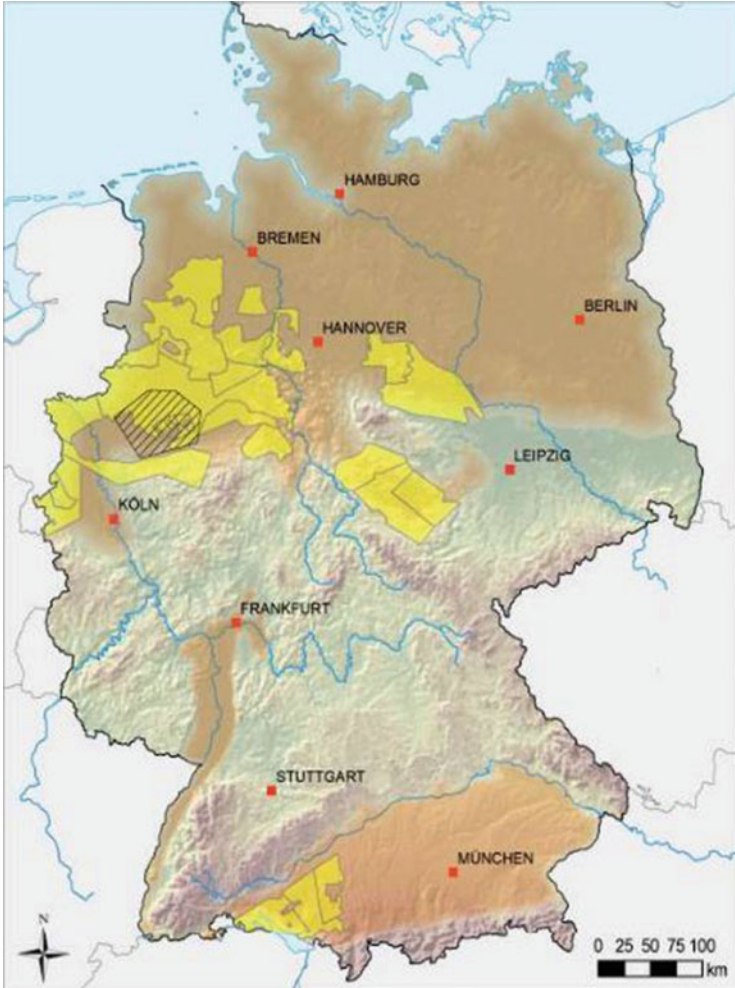 HAMBURG
BREMEN
BERLIN
HANNOVER
LEIPZIG
KÖLN
FRANKFURT
STUTTGART
MÜNCHEN
N
0 25 50 75 100
km